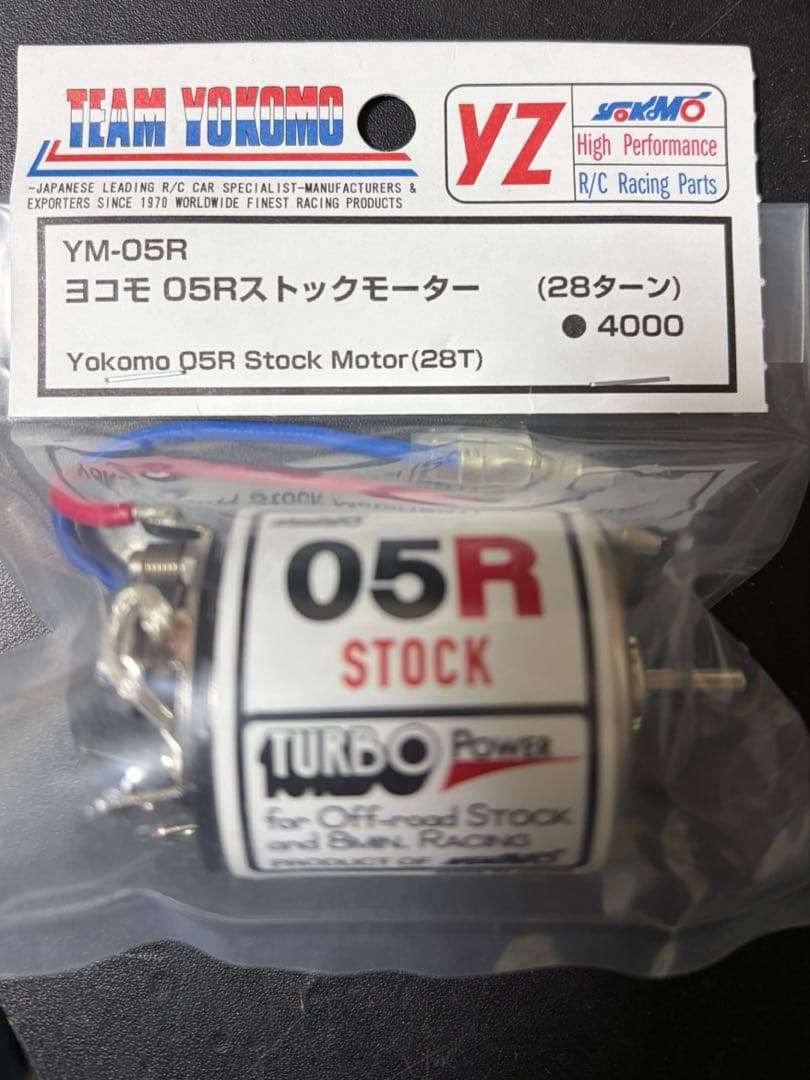 TEAM YOKOMO
-JAPANESE LEADING R/C CAR SPECIALIST-MANUFACTURERS &
EXPORTERS SINCE 1970 WORLDWIDE FINEST RACING PRODUCTS
YZ
YOKOMO
High Performance
R/C Racing Parts
YM-05R
ヨコモ 05Rストックモーター (28ターン)
● 4000
Yokomo 05R Stock Motor(28T)
05R
STOCK
TURBO POWER
for Off-road STOCK
and 8MIN. RACING
PRODUCT OF YOKOMO